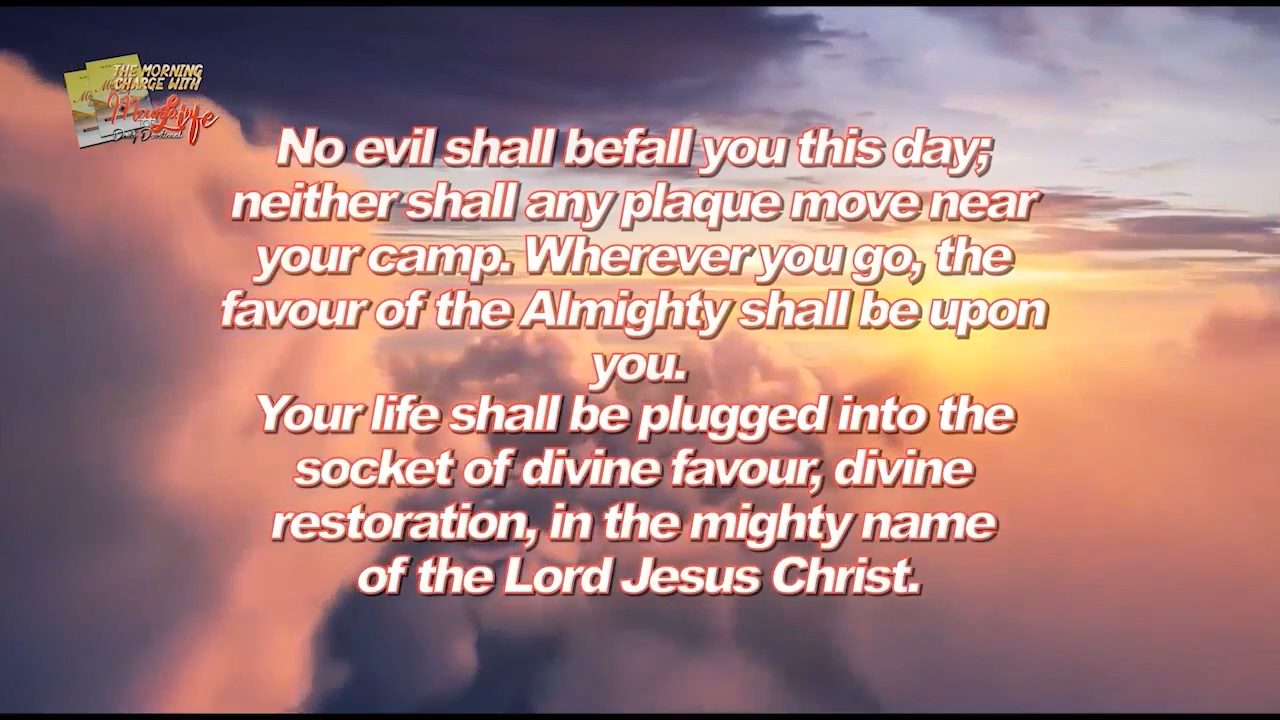 THE MORNING
CHARGE WITH
Daily Devotional
No evil shall befall you this day;
neither shall any plaque move near
your camp. Wherever you go, the
favour of the Almighty shall be upon
you.
Your life shall be plugged into the
socket of divine favour, divine
restoration, in the mighty name
of the Lord Jesus Christ.